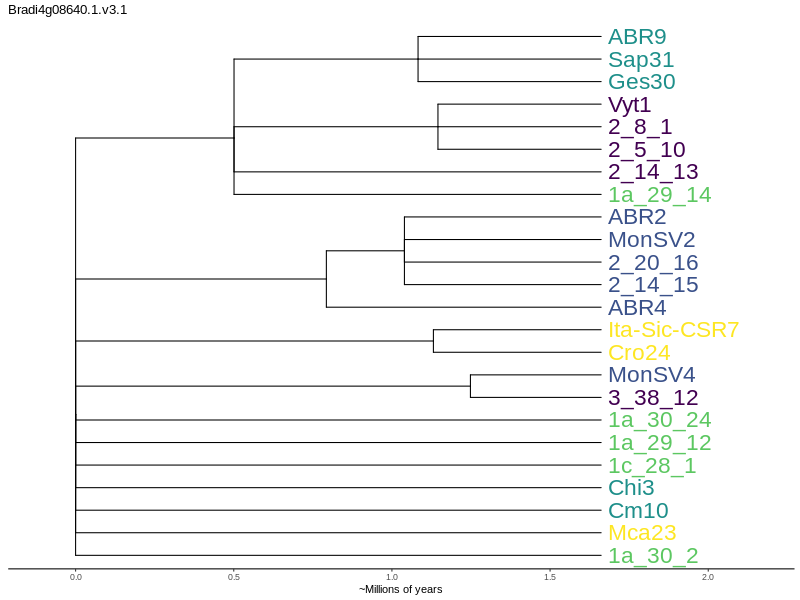 Bradi4g08640.1.v3.1
ABR9
Sap31
Ges30
Vyt1
2_8_1
2_5_10
2_14_13
1a_29_14
ABR2
MonSV2
2_20_16
2_14_15
ABR4
Ita-Sic-CSR7
Cro24
MonSV4
3_38_12
1a_30_24
1a_29_12
1c_28_1
Chi3
Cm10
Mca23
1a_30_2
0.0 0.5 1.0 1.5 2.0
~Millions of years